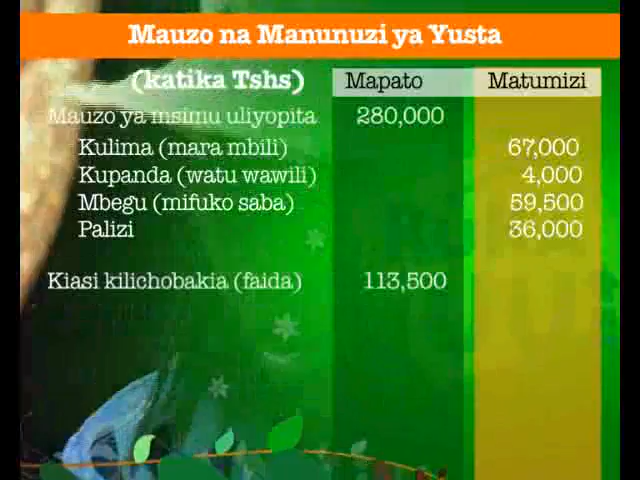 Mauzo na Manunuzi ya Yusta
(katika Tshs) Mapato Matumizi
Mauzo ya msimu uliyopita 280,000
Kulima (mara mbili) 67,000
Kupanda (watu wawili) 4,000
Mbegu (mifuko saba) 59,500
Palizi 36,000
Kiasi kilichobakia (faida) 113,500